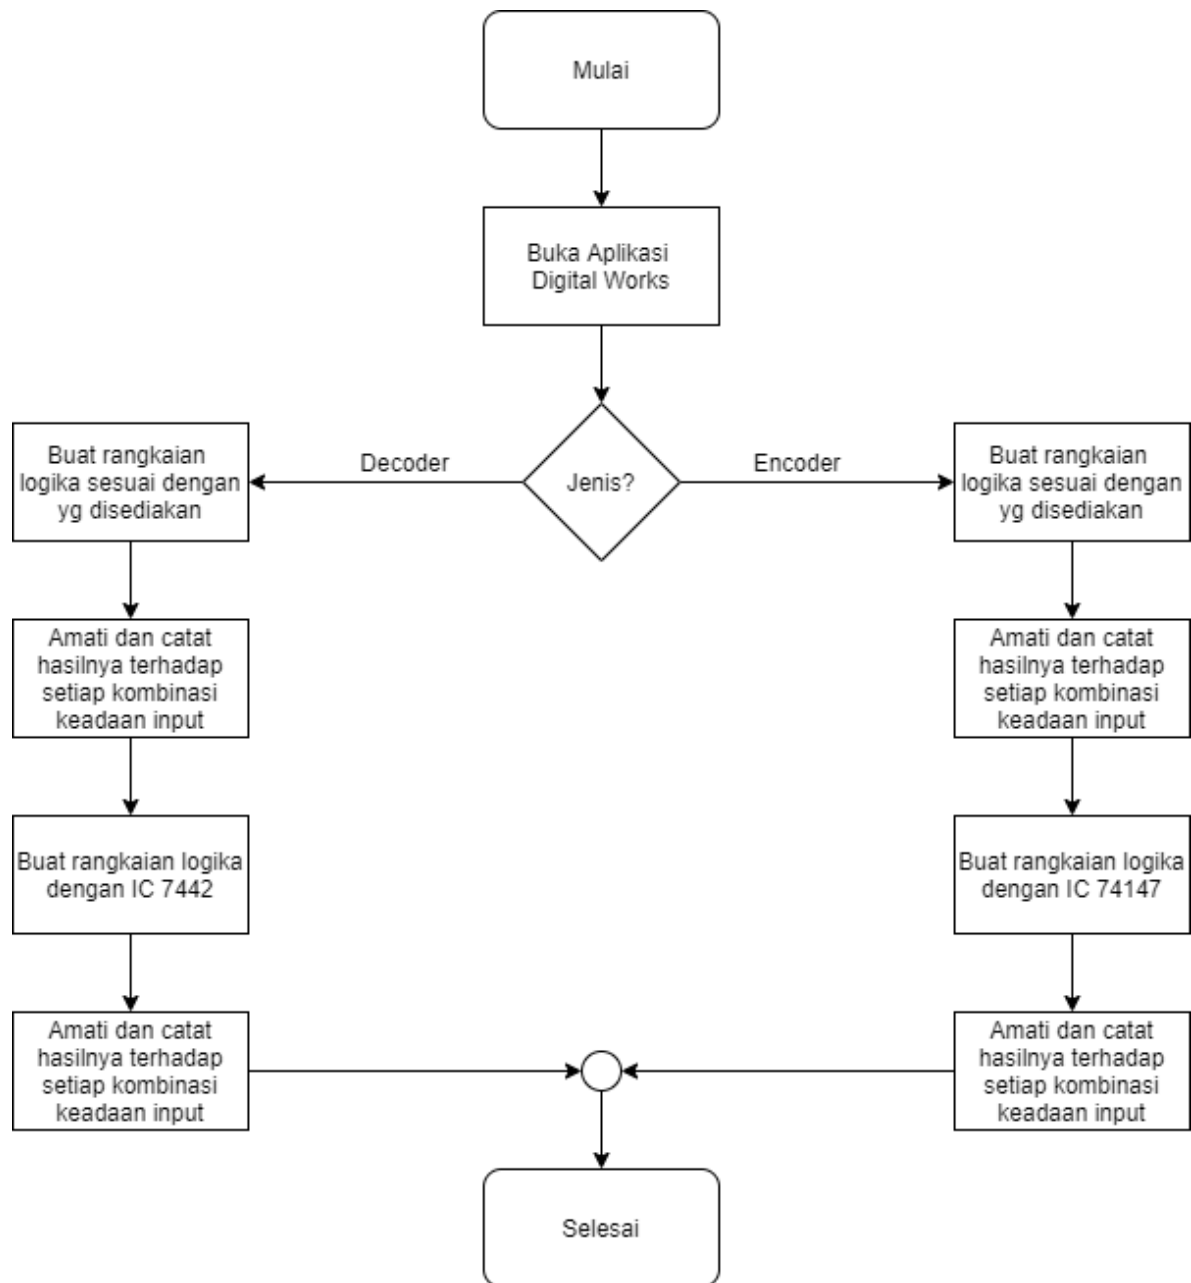 Mulai
Buka Aplikasi
Digital Works
Jenis?
Decoder
Encoder
Buat rangkaian
logika sesuai dengan
yg disediakan
Amati dan catat
hasilnya terhadap
setiap kombinasi
keadaan input
Buat rangkaian logika
dengan IC 7442
Amati dan catat
hasilnya terhadap
setiap kombinasi
keadaan input
Buat rangkaian
logika sesuai dengan
yg disediakan
Amati dan catat
hasilnya terhadap
setiap kombinasi
keadaan input
Buat rangkaian logika
dengan IC 74147
Amati dan catat
hasilnya terhadap
setiap kombinasi
keadaan input
Selesai